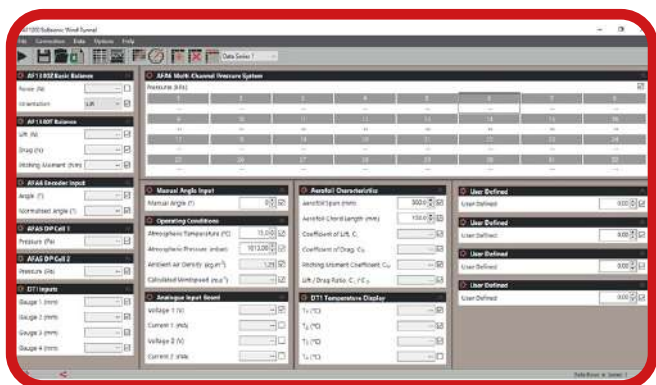 AF1300 Subsonic Wind Tunnel
File Connection Data Options Help
Data Series 1
AF1300Z Basic Balance
Force (N) --
Orientation Lift
AF1300T Balance
Lift (N) --
Drag (N) --
Pitching Moment (Nm) --
AFA4 Encoder Input
Angle (°) --
Normalised Angle (°) --
AFA5 DP Cell 1
Pressure (Pa) --
AFA5 DP Cell 2
Pressure (Pa) --
DTI Inputs
Gauge 1 (mm) --
Gauge 2 (mm) --
Gauge 3 (mm) --
Gauge 4 (mm) --
AFA6 Multi-Channel Pressure System
Pressures (kPa)
1 2 3 4 5 6 7 8
-- -- -- -- -- -- -- --
9 10 11 12 13 14 15 16
-- -- -- -- -- -- -- --
17 18 19 20 21 22 23 24
-- -- -- -- -- -- -- --
25 26 27 28 29 30 31 32
-- -- -- -- -- -- -- --
Manual Angle Input
Manual Angle (°) 0
Operating Conditions
Atmospheric Temperature (°C) 15.0
Atmospheric Pressure (mbar) 1013.00
Ambient Air Density (kg.m⁻³) 1.23
Calculated Windspeed (m.s⁻¹) --
Analogue Input Board
Voltage 1 (V) --
Current 1 (mA) --
Voltage 2 (V) --
Current 2 (mA) --
Aerofoil Characteristics
Aerofoil Span (mm) 300.0
Aerofoil Chord Length (mm) 150.0
Coefficient of Lift, C --
Coefficient of Drag, C --
Pitching Moment Coefficient, C --
Lift / Drag Ratio, C / C --
DT1 Temperature Display
T₁ (°C) --
T₂ (°C) --
T₃ (°C) --
T₄ (°C) --
User Defined
User Defined 0.00
User Defined
User Defined 0.00
User Defined
User Defined 0.00
User Defined
User Defined 0.00